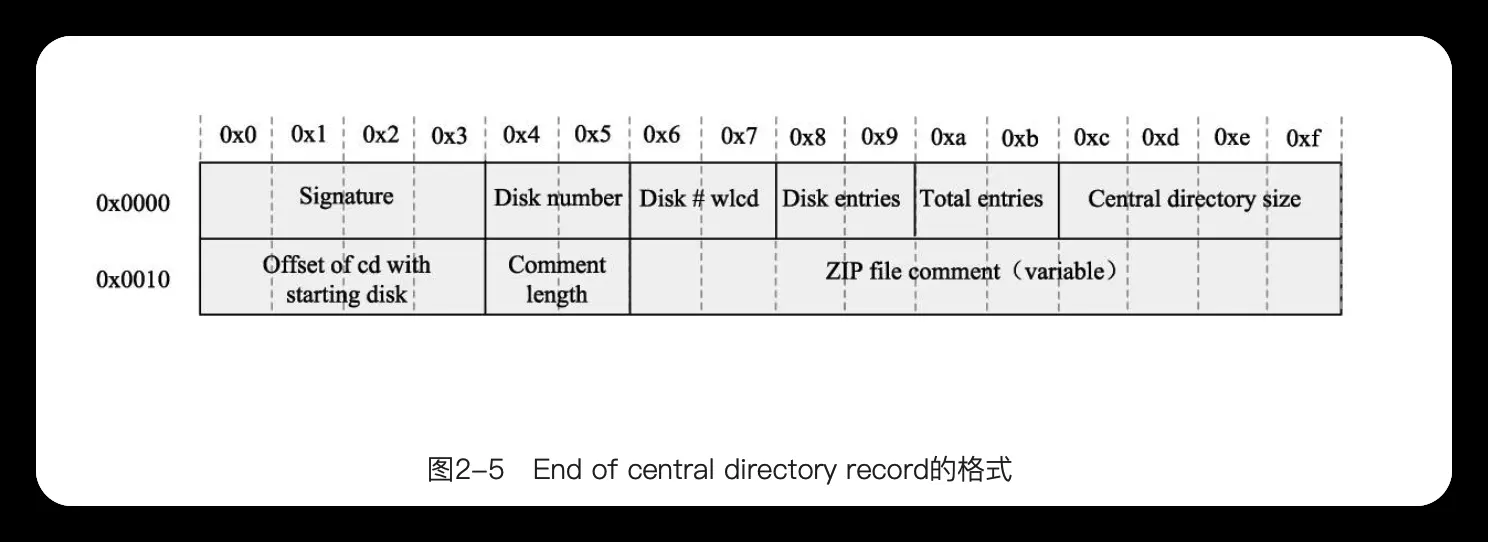 0x0 0x1 0x2 0x3 0x4 0x5 0x6 0x7 0x8 0x9 0xa 0xb 0xc 0xd 0xe 0xf
0x0000 Signature Disk number Disk # wlcd Disk entries Total entries Central directory size
0x0010 Offset of cd with starting disk Comment length ZIP file comment（variable）
图2-5 End of central directory record的格式